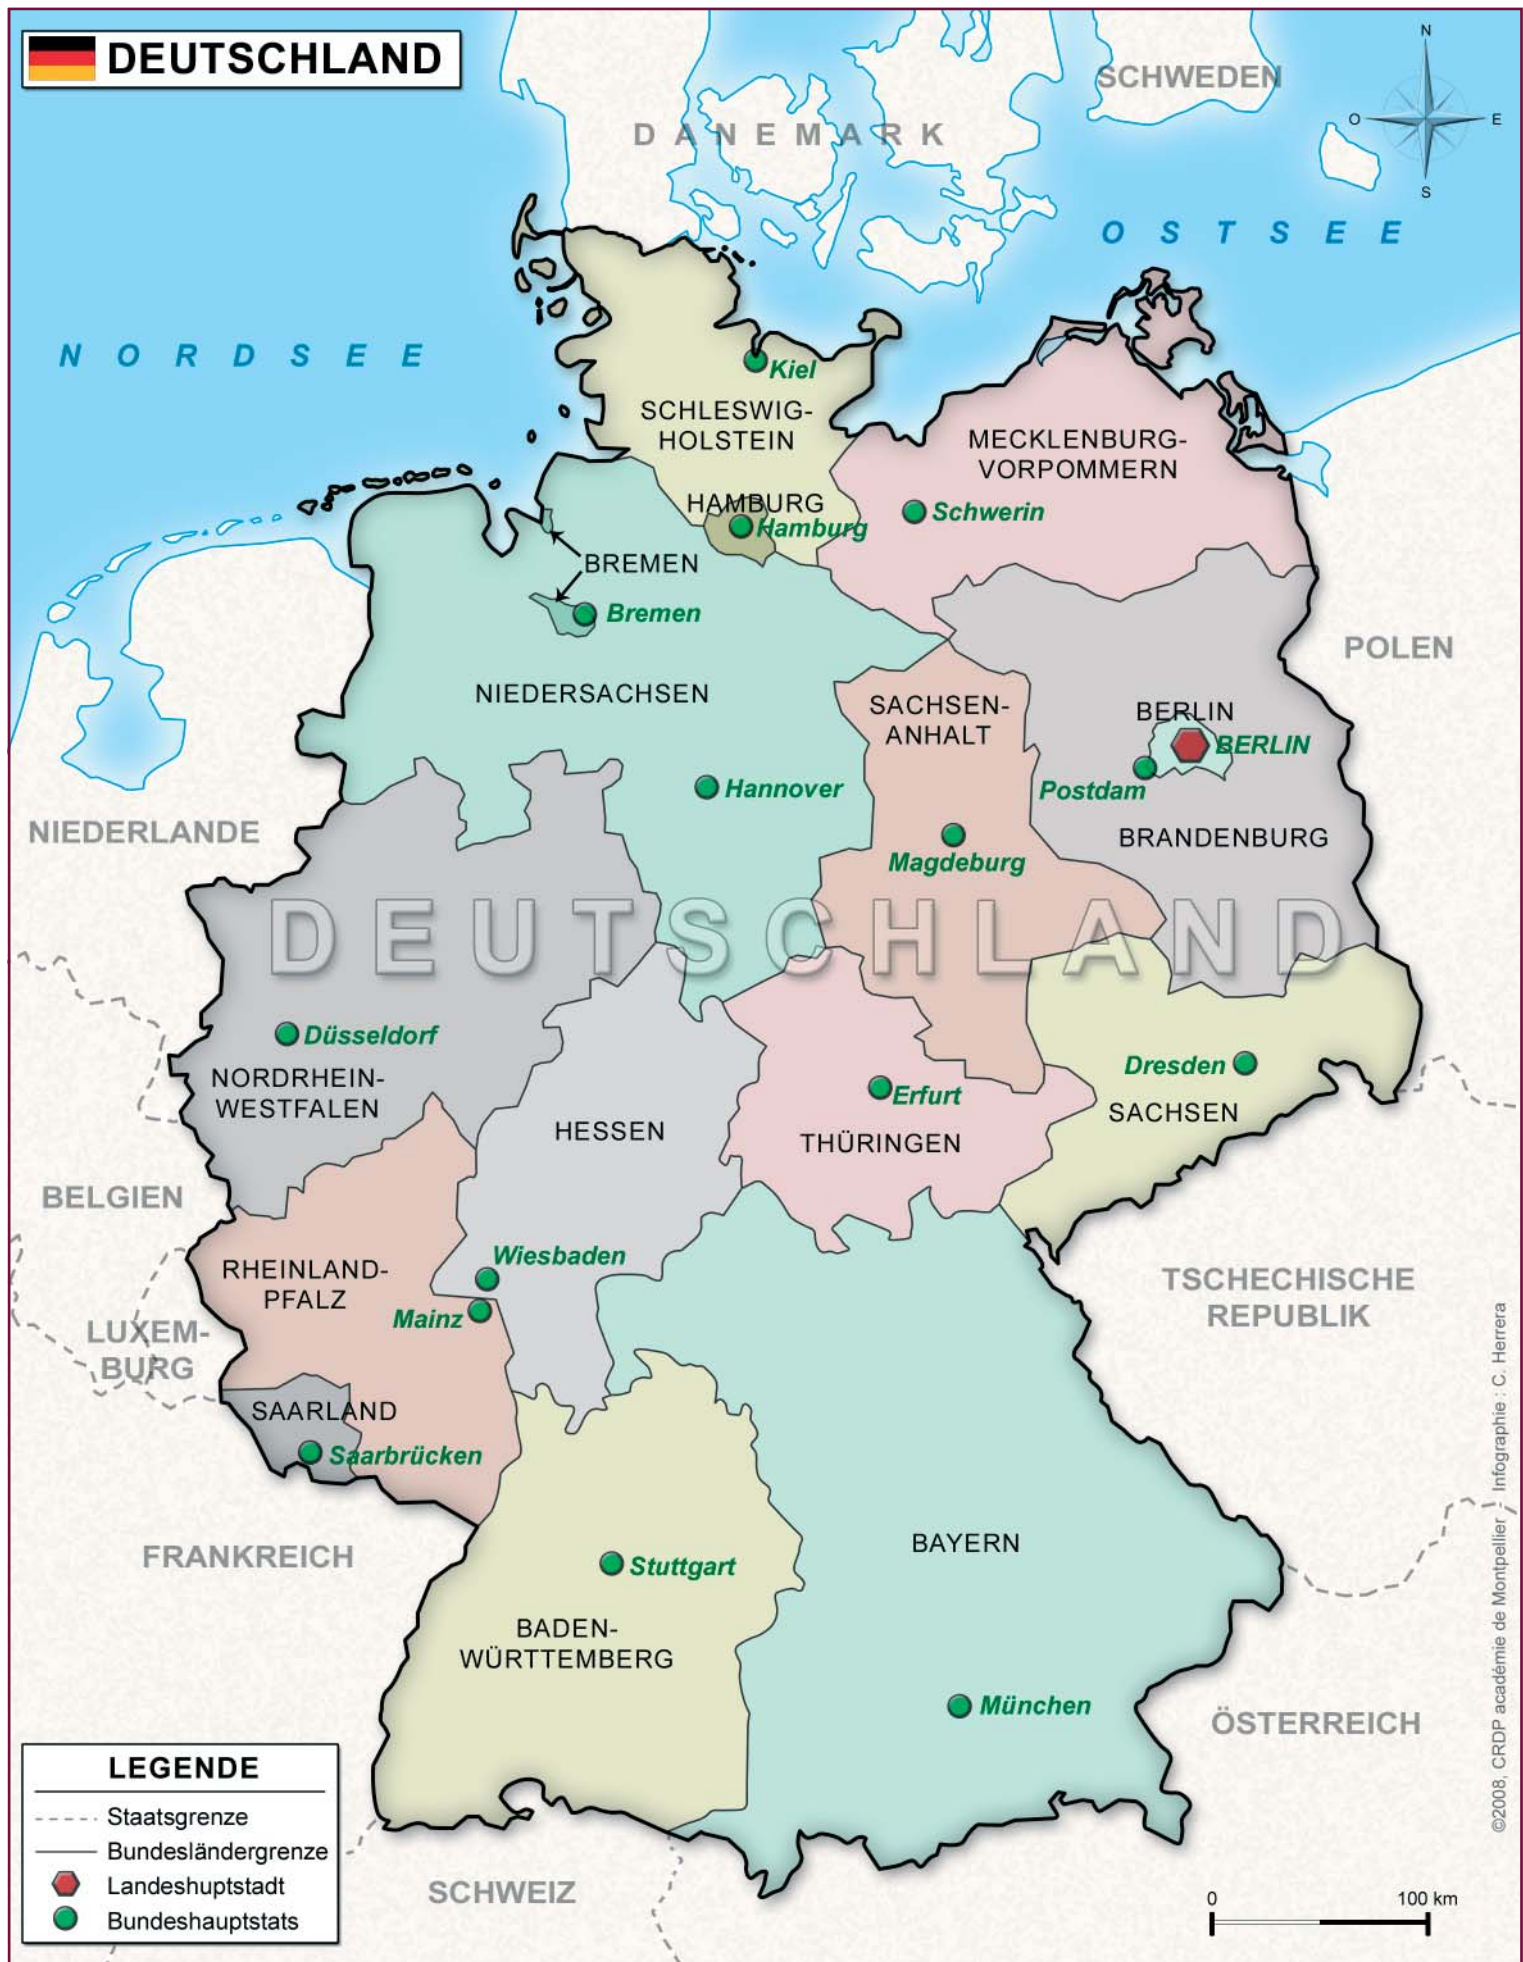 DEUTSCHLAND
N
O
E
S
SCHWEDEN
DANEMARK
OSTSEE
NORDSEE
Kiel
SCHLESWIG-
HOLSTEIN
MECKLENBURG-
VORPOMMERN
HAMBURG
Hamburg
Schwerin
BREMEN
Bremen
POLEN
NIEDERSACHSEN
SACHSEN-
ANHALT
BERLIN
BERLIN
Postdam
Hannover
NIEDERLANDE
Magdeburg
BRANDENBURG
DEUTSCHLAND
Düsseldorf
NORDRHEIN-
WESTFALEN
HESSEN
Erfurt
THÜRINGEN
Dresden
SACHSEN
BELGIEN
RHEINLAND-
PFALZ
Wiesbaden
Mainz
TSCHECHISCHE
REPUBLIK
LUXEM-
BURG
SAARLAND
Saarbrücken
FRANKREICH
BAYERN
Stuttgart
BADEN-
WÜRTTEMBERG
München
ÖSTERREICH
SCHWEIZ
LEGENDE
Staatsgrenze
Bundesländergrenze
Landeshuptstadt
Bundeshauptstats
0 100 km
©2008, CRDP académie de Montpellier - Infographie : C. Herrera